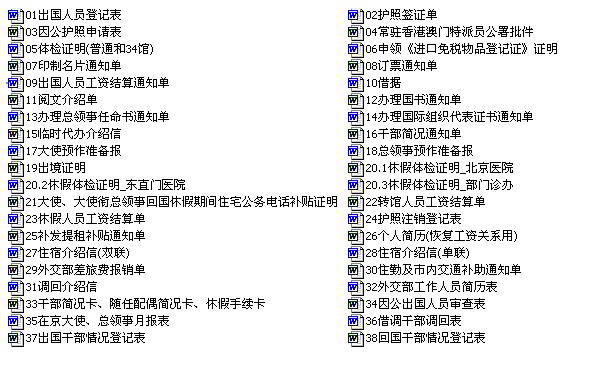 01出国人员登记表
02护照签证单
03因公护照申请表
04常驻香港澳门特派员公署批件
05体检证明(普通和34馆)
06申领《进口免税物品登记证》证明
07印制名片通知单
08订票通知单
09出国人员工资结算通知单
10借据
11阅文介绍单
12办理国书通知单
13办理总领事任命书通知单
14办理国际组织代表证书通知单
15临时代办介绍信
16干部简况通知单
17大使预作准备报
18总领事预作准备报
19出境证明
20.1休假体检证明_北京医院
20.2休假体检证明_东直门医院
20.3休假体检证明_部门诊办
21大使、大使衔总领事回国休假期间住宅公务电话补贴证明
22转馆人员工资结算单
23休假人员工资结算单
24护照注销登记表
25补发提租补贴通知单
26个人简历(恢复工资关系用)
27住宿介绍信(双联)
28住宿介绍信(单联)
29外交部差旅费报销单
30住勤及市内交通补助通知单
31调回介绍信
32外交部工作人员简历表
33干部简况卡、随任配偶简况卡、休假手续卡
34因公出国人员审查表
35在京大使、总领事月报表
36借调干部调回表
37出国干部情况登记表
38回国干部情况登记表